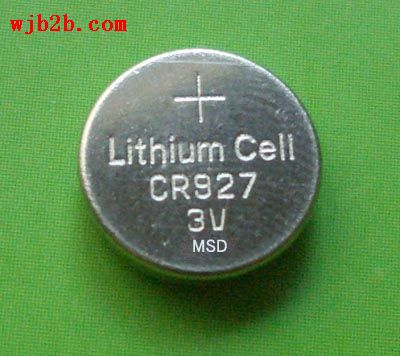 wjb2b.com
+
Lithium Cell
CR927
3V
MSD